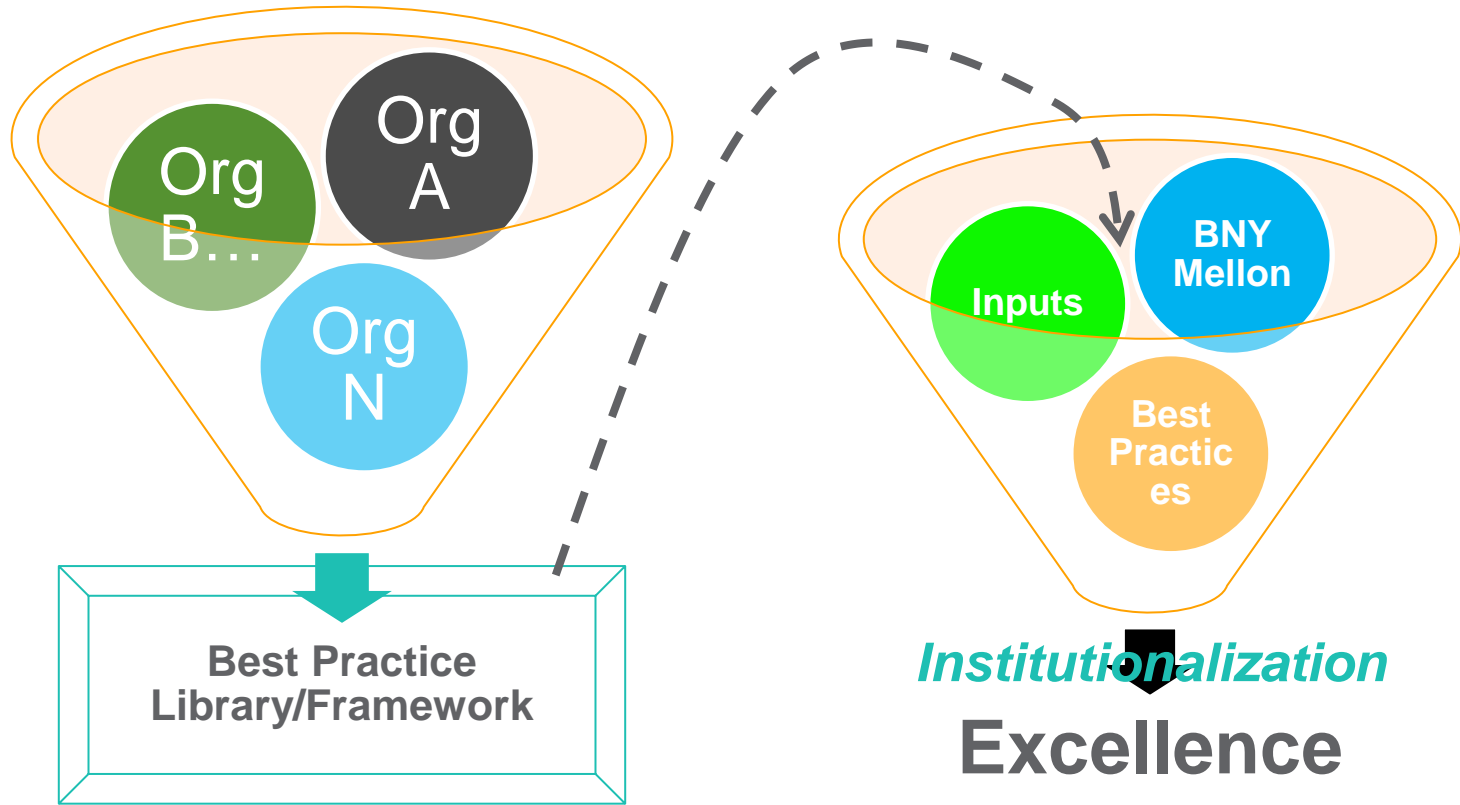 Org
A
Org
B...
Org
N
Best Practice
Library/Framework
BNY
Mellon
Inputs
Best
Practic
es
Institutionalization
Excellence